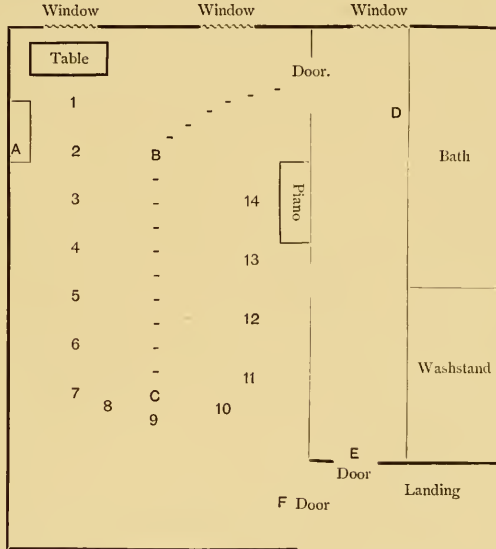 Window Window Window
Table
Door.
1
D
A
2
B
Bath
3
14
Piano
4
13
5
12
6
Washstand
11
7
C
8
10
9
E
Door
Landing
F Door